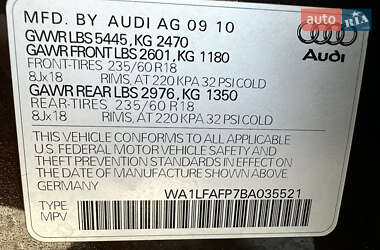 MFD. BY AUDI AG 09 10
GVWR LBS 5445, KG 2470
GAWR FRONT LBS 2601, KG 1180
FRONT-TIRES 235/60 R18
8Jx18 RIMS, AT 220 KPA 32 PSI COLD
GAWR REAR LBS 2976, KG 1350
REAR-TIRES 235/60 R18
8Jx18 RIMS, AT 220 KPA 32 PSI COLD
THIS VEHICLE CONFORMS TO ALL APPLICABLE
U.S. FEDERAL MOTOR VEHICLE SAFETY AND
THEFT PREVENTION STANDARDS IN EFFECT ON
THE DATE OF MANUFACTURE SHOWN ABOVE.
GERMANY WA1LFAFP7BA035521
TYPE:
MPV
Audi
AUTO.RIA.com